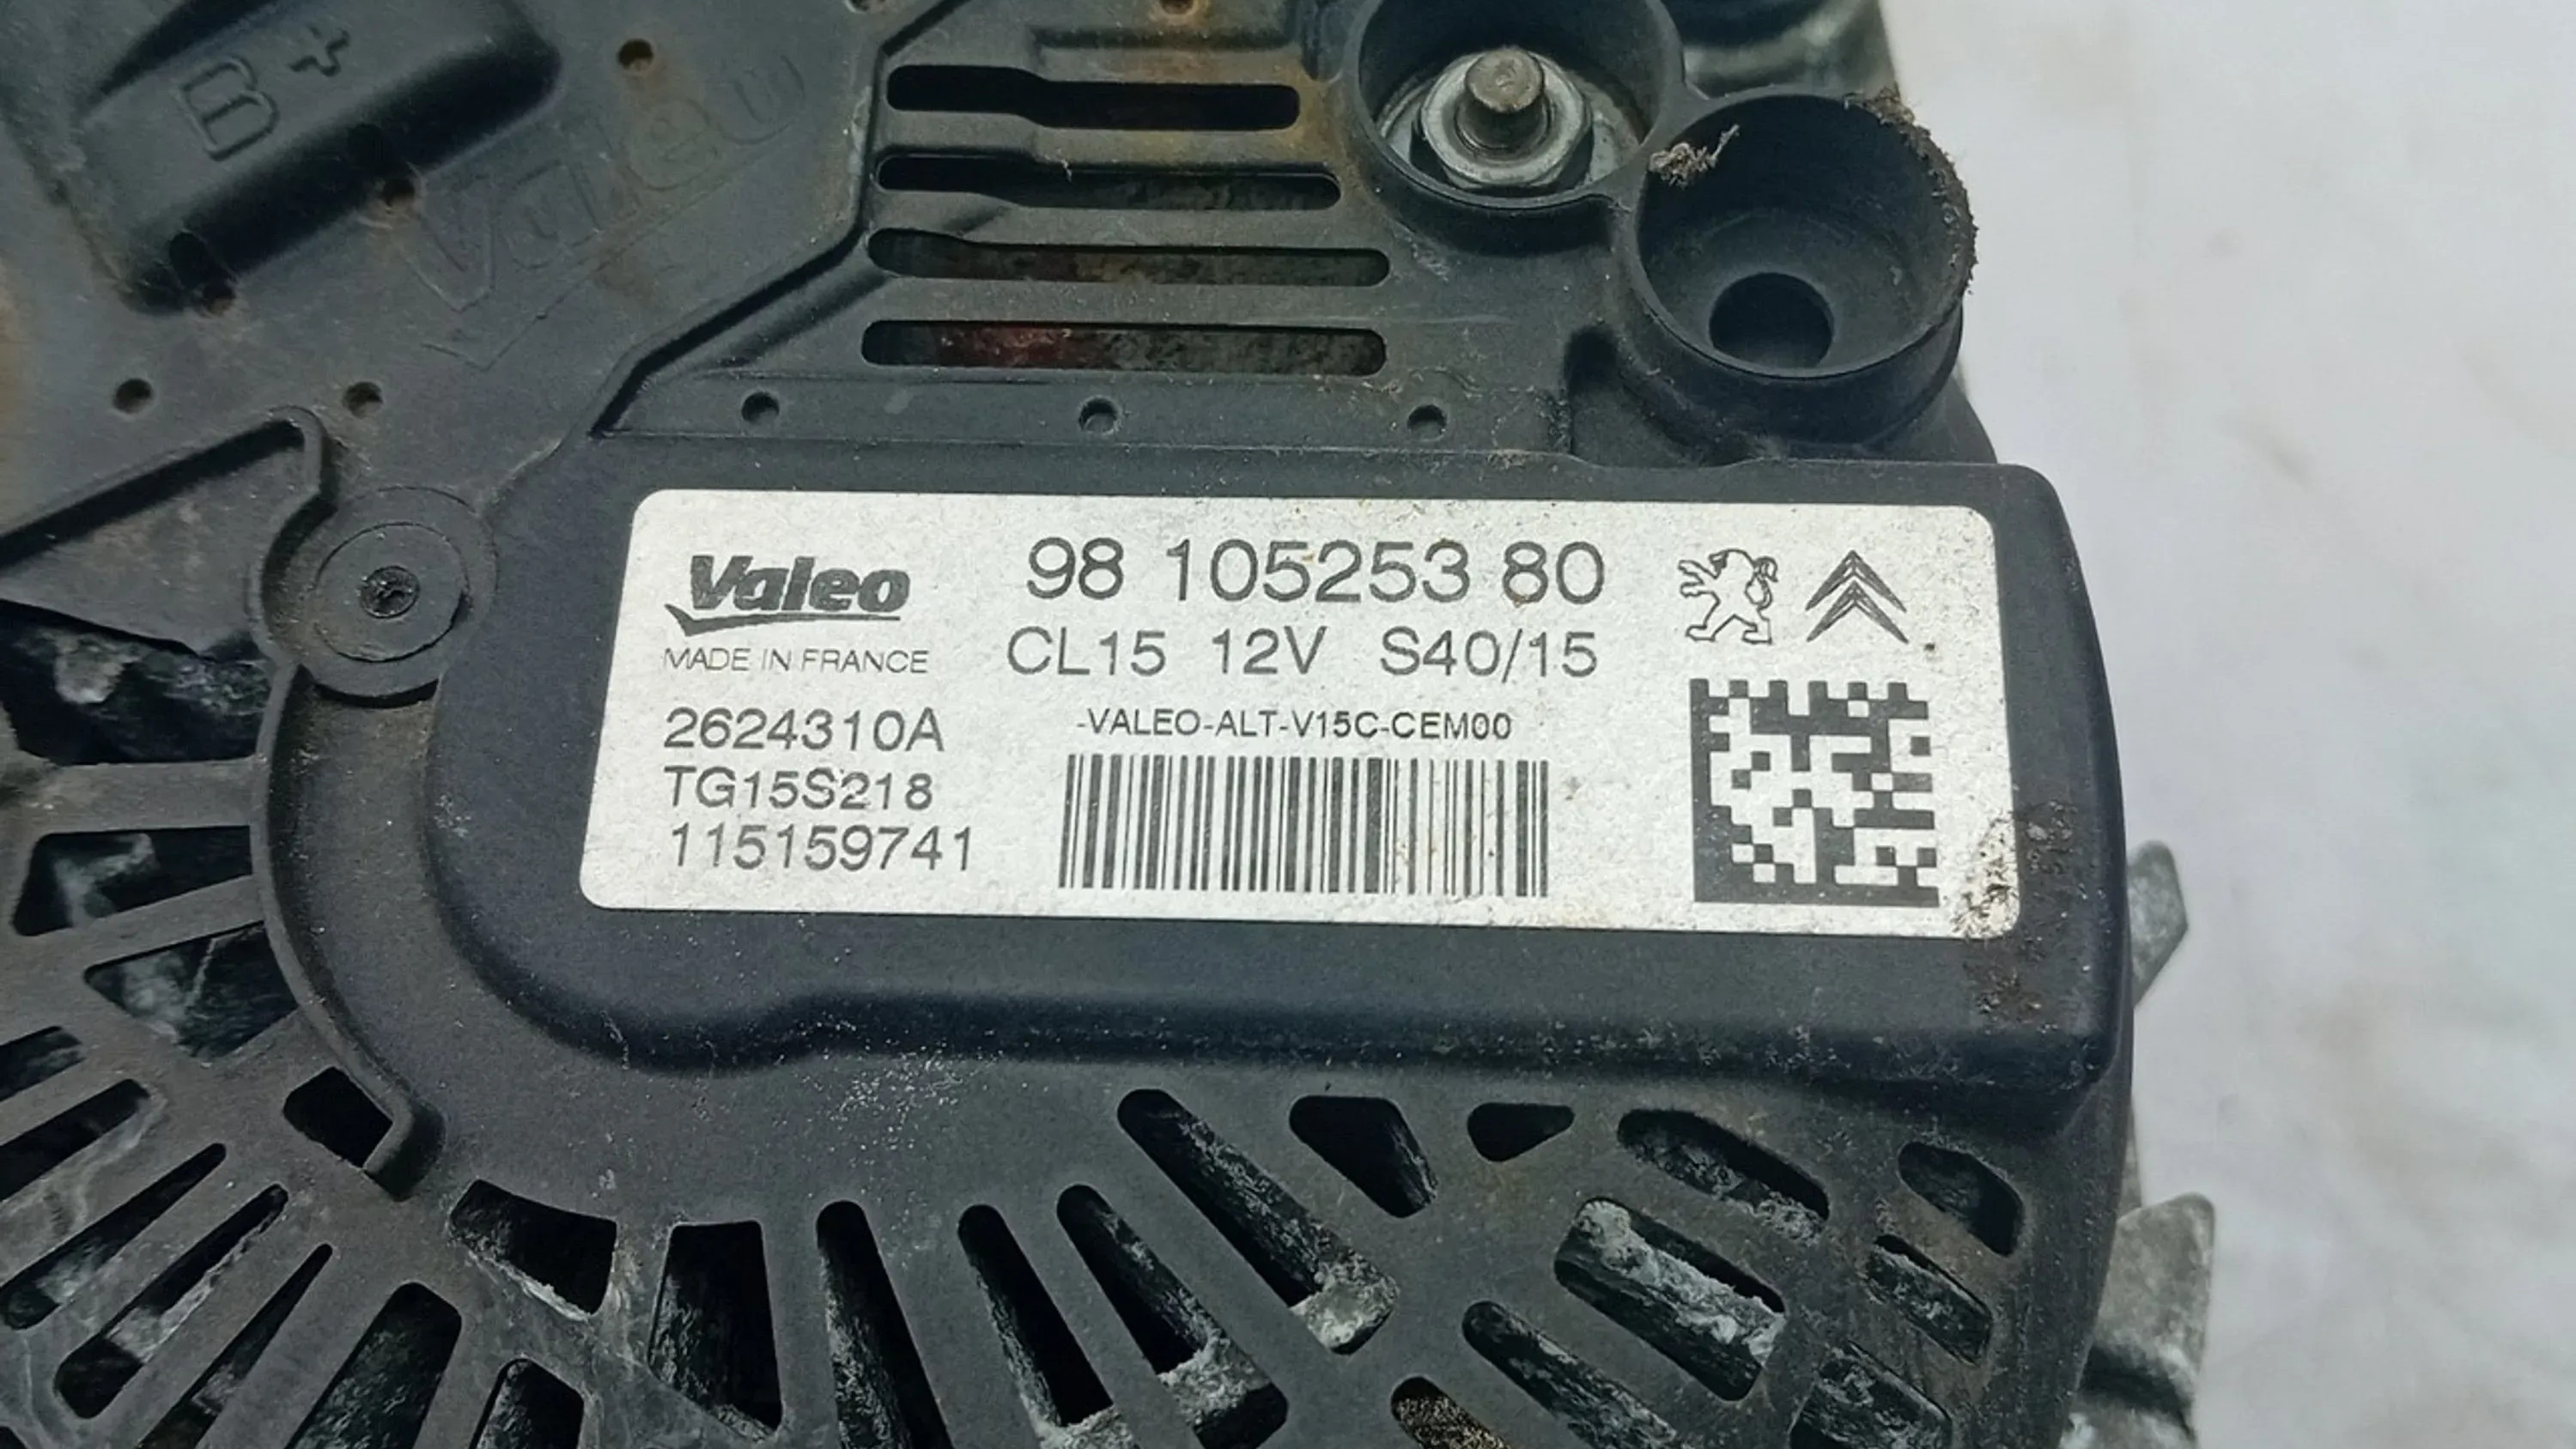 B+
Valeo
Valeo
MADE IN FRANCE
98 105253 80
CL15 12V S40/15
2624310A
TG15S218
115159741
-VALEO-ALT-V15C-CEM00